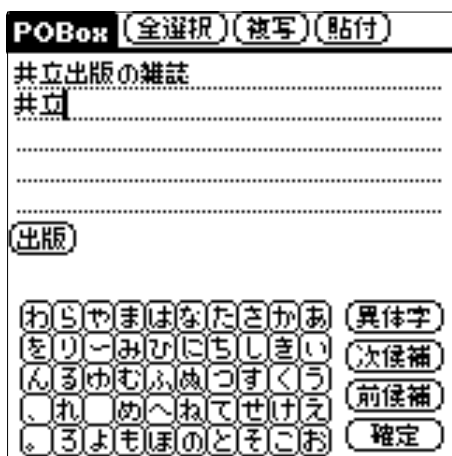 POBox 全選択 複写 貼付
共立出版の雑誌
共立
出版
わらやまはなたさかあ 異体字
をりーみひにちしきい 次候補
んるゆむふぬつすくう 前候補
、れ めへねてせけえ
。ろよもほのとそこお 確定